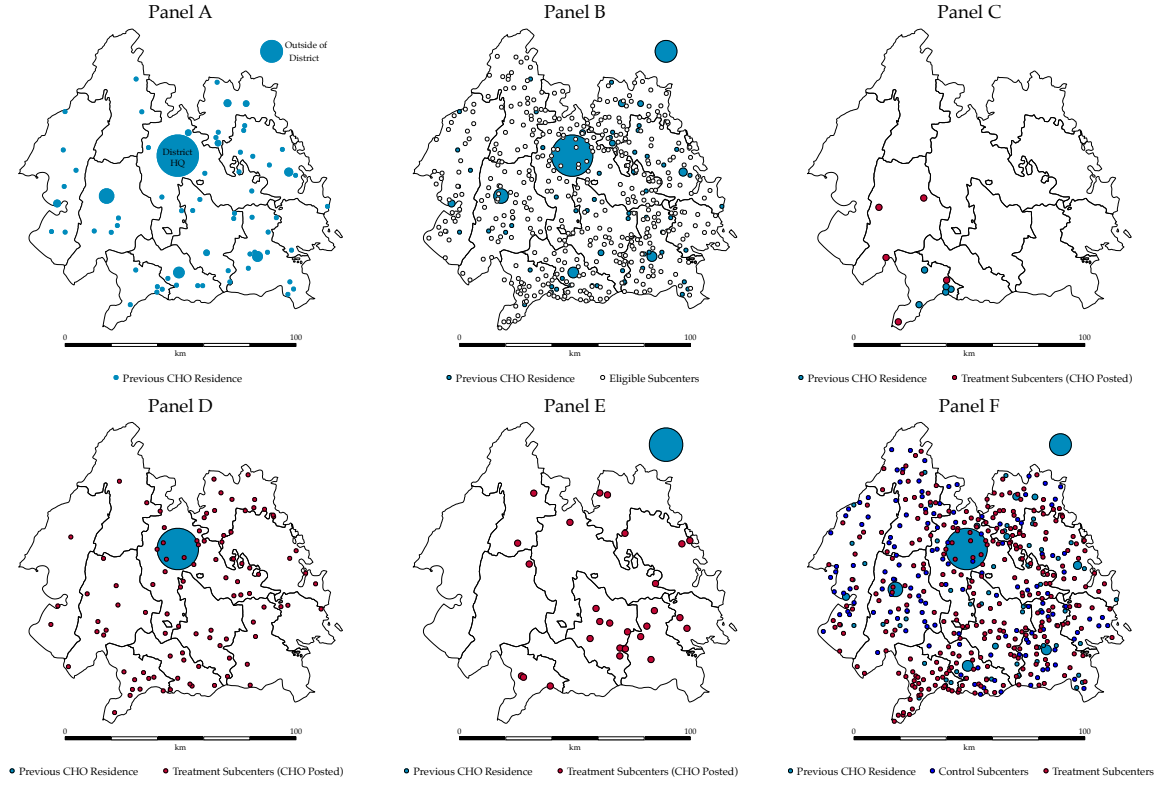 Panel A
Outside of
District
District
HQ
0 100
km
Previous CHO Residence
Panel B
0 100
km
Previous CHO Residence Eligible Subcenters
Panel C
0 100
km
Previous CHO Residence Treatment Subcenters (CHO Posted)
Panel D
0 100
km
Previous CHO Residence Treatment Subcenters (CHO Posted)
Panel E
0 100
km
Previous CHO Residence Treatment Subcenters (CHO Posted)
Panel F
0 100
km
Previous CHO Residence Control Subcenters Treatment Subcenters